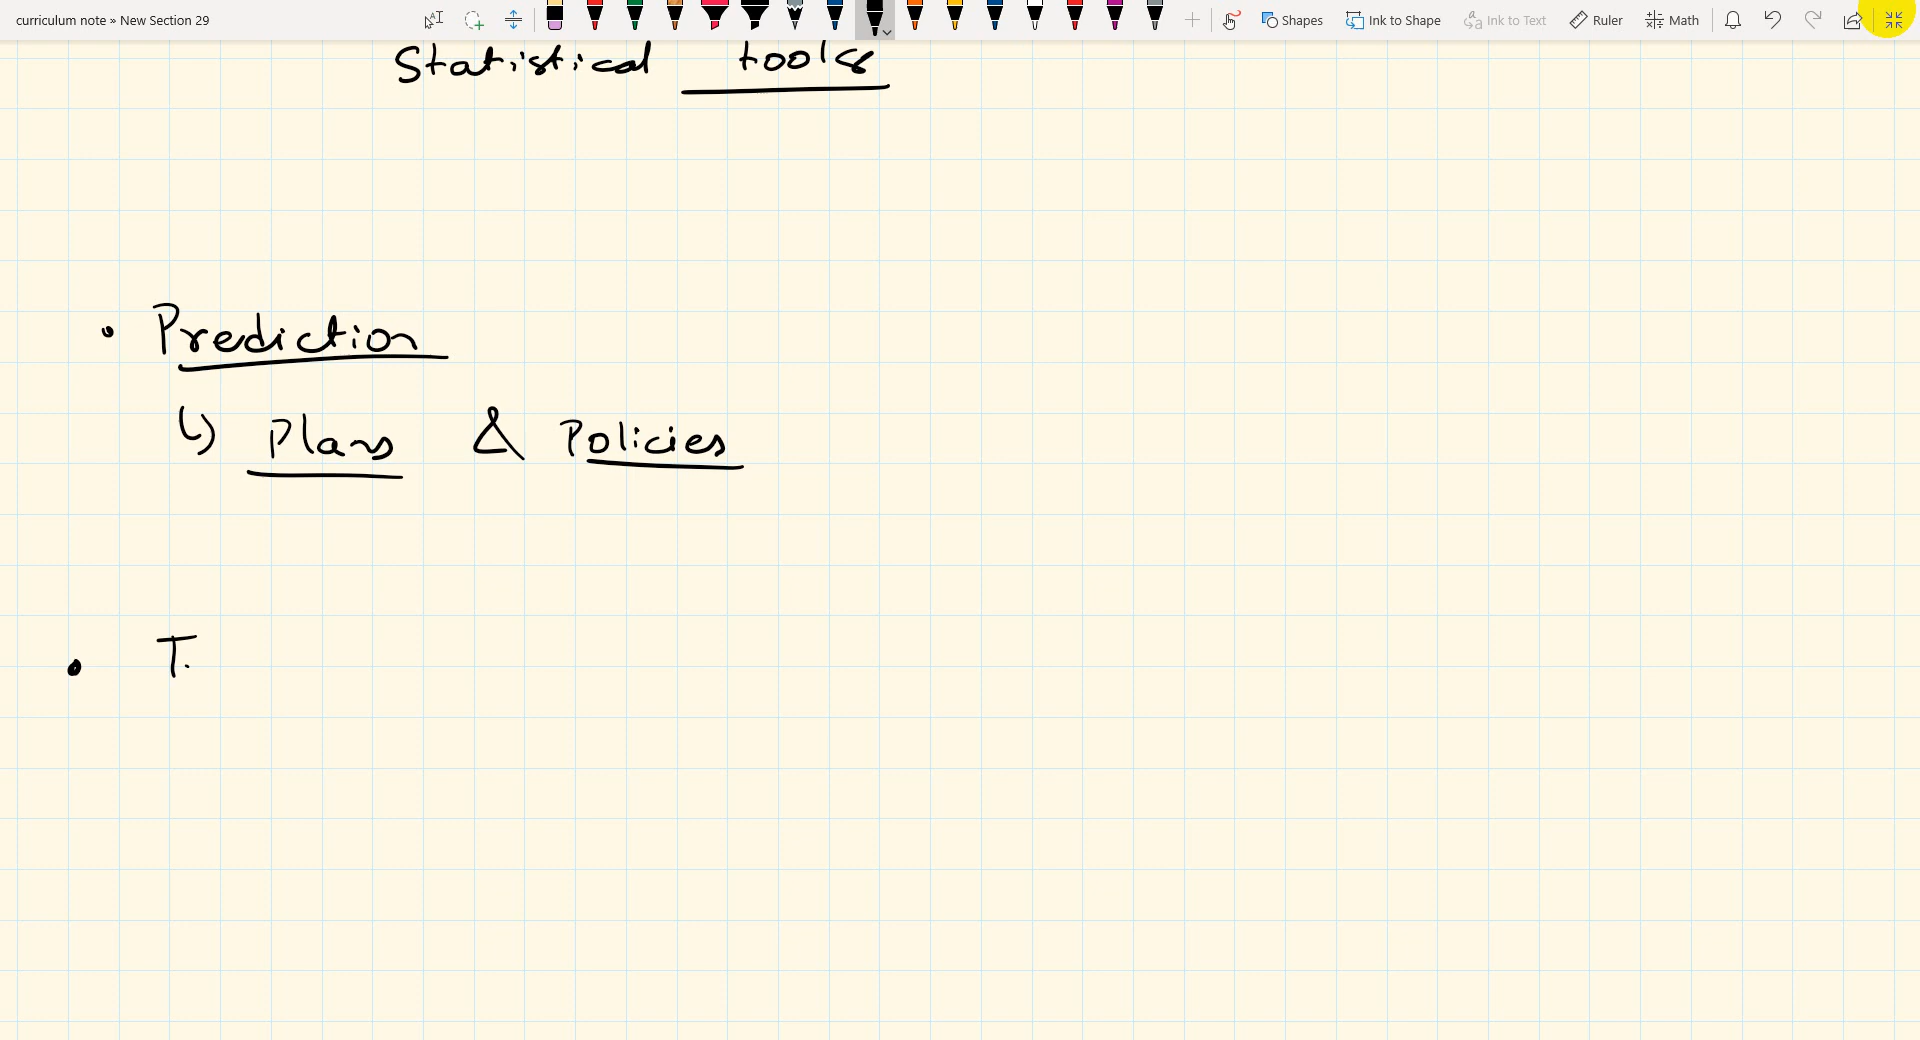 curriculum note » New Section 29
Shapes Ink to Shape Ink to Text Ruler Math
Statistical tools
• Prediction
↳ Plans & Policies
• T.